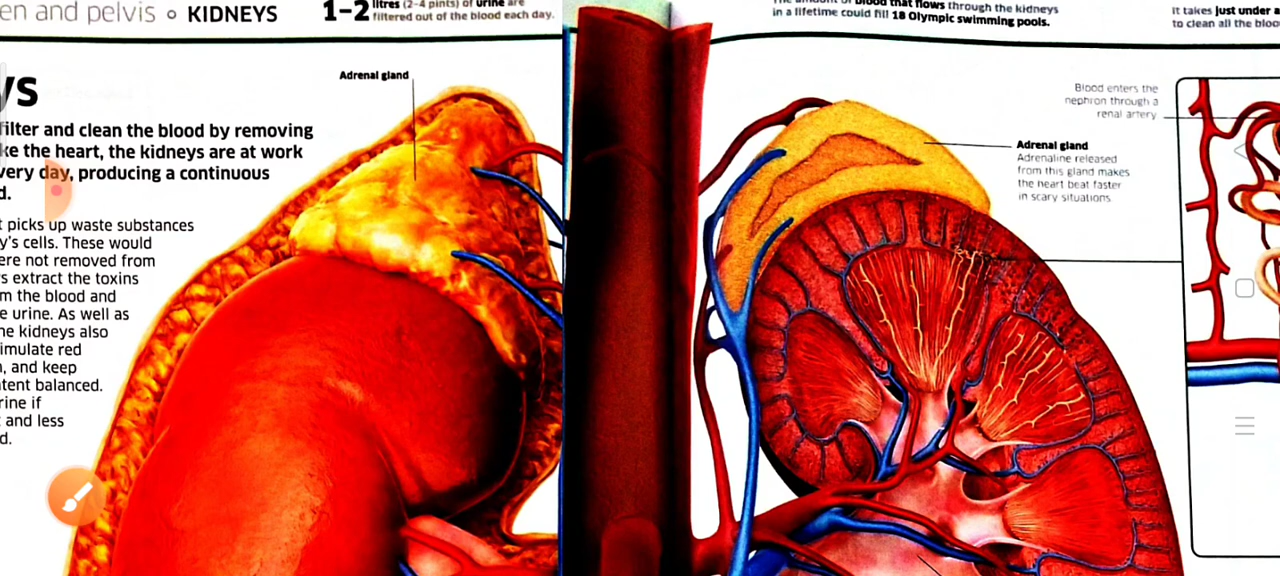 en and pelvis KIDNEYS
1-2 litres (2-4 pints) of urine are
filtered out of the blood each day.
blood that flows through the kidneys
in a lifetime could fill 18 Olympic swimming pools.
It takes just under a
to clean all the bloo
ys
filter and clean the blood by removing
ke the heart, the kidneys are at work
very day, producing a continuous
d.
t picks up waste substances
y's cells. These would
ere not removed from
s extract the toxins
m the blood and
e urine. As well as
he kidneys also
imulate red
n, and keep
tent balanced.
rine if
and less
d.
Adrenal gland
Blood enters the
nephron through a
renal artery
Adrenal gland
Adrenaline released
from this gland makes
the heart beat faster
in scary situations.